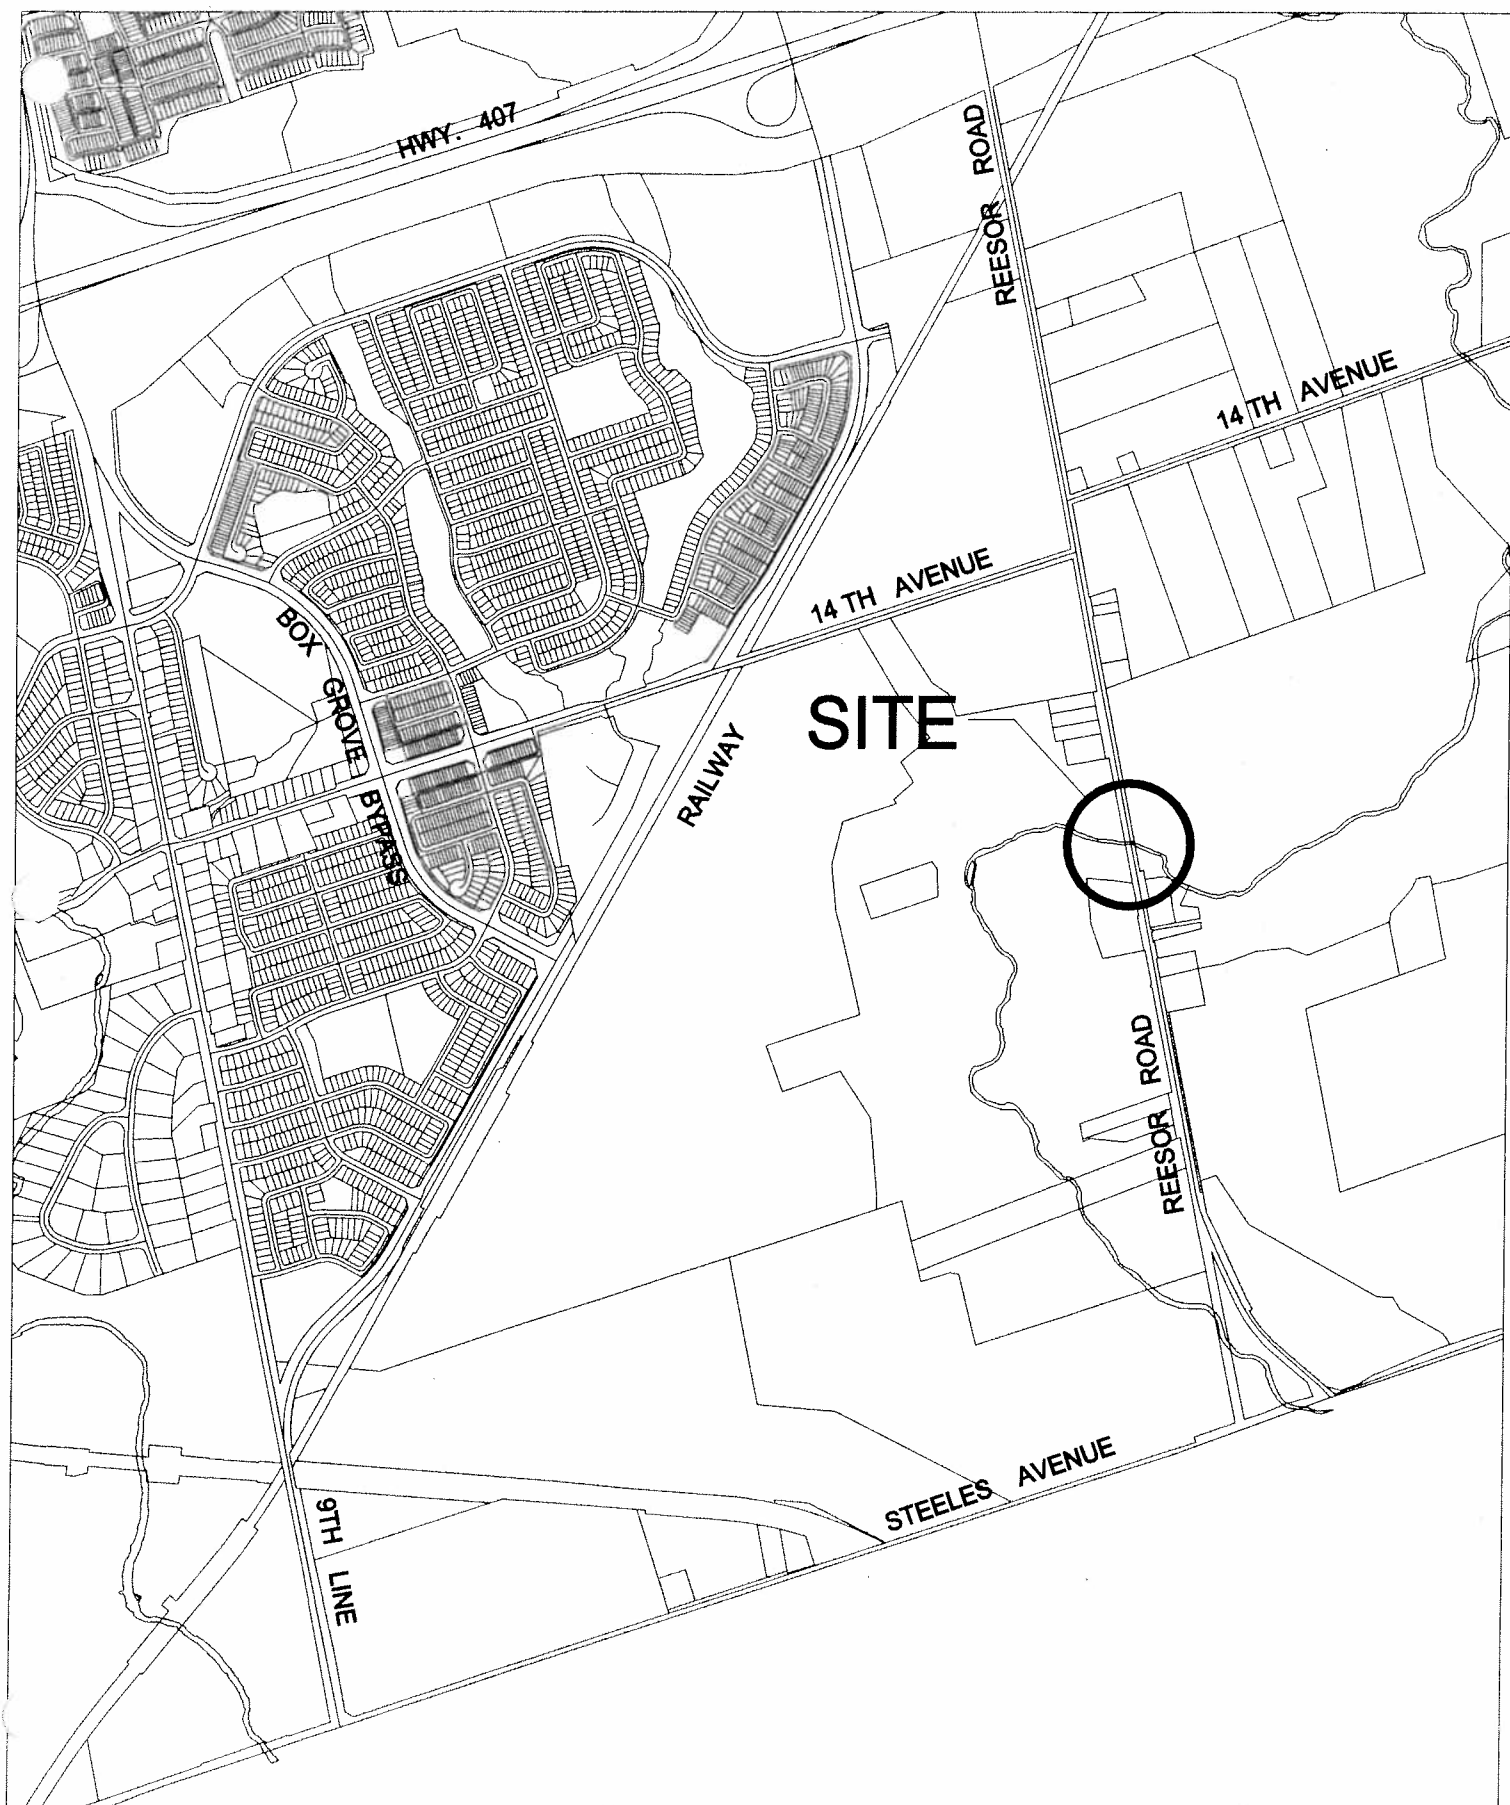 HWY. 407
REESOR ROAD
14 TH AVENUE
14 TH AVENUE
BOX GROVE BYPASS
SITE
RAILWAY
REESOR ROAD
STEELES AVENUE
9TH LINE